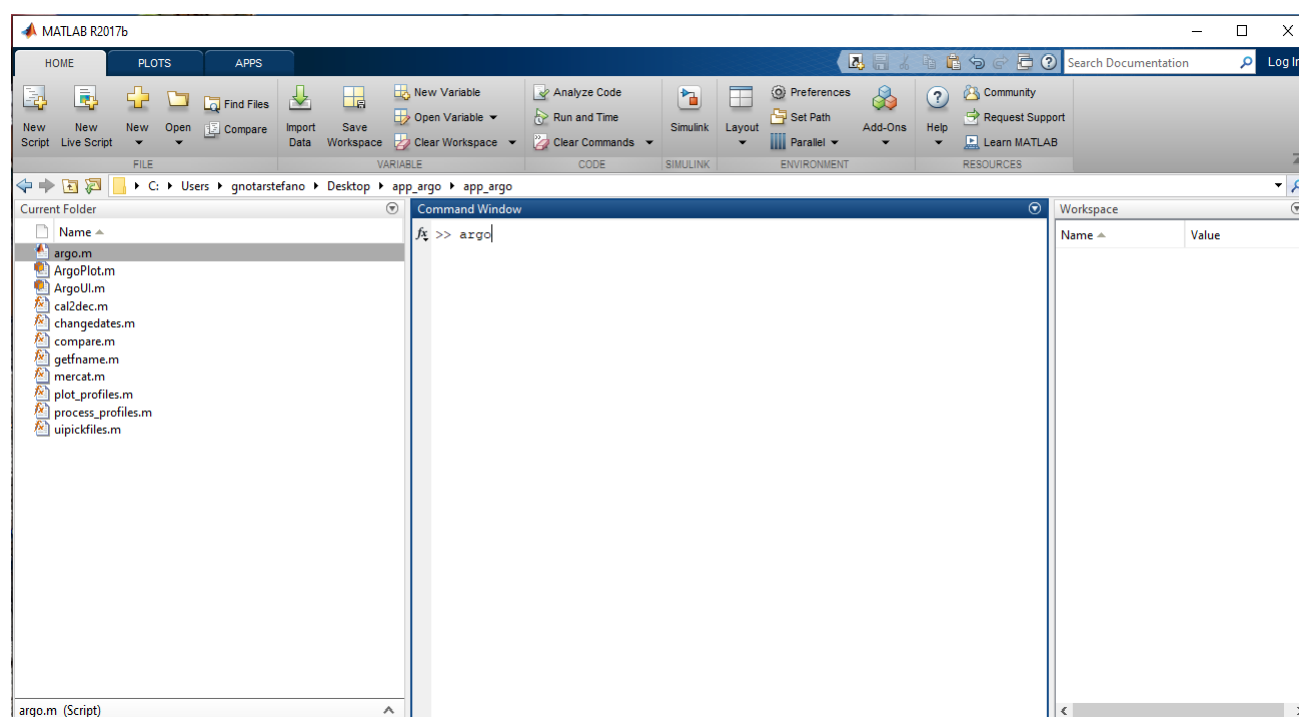 MATLAB R2017b
HOME PLOTS APPS
Search Documentation
Log In
New Script
New Live Script
New
Open
Find Files
Compare
Import Data
Save Workspace
New Variable
Open Variable
Clear Workspace
Analyze Code
Run and Time
Clear Commands
Simulink
Layout
Preferences
Set Path
Parallel
Add-Ons
Help
Community
Request Support
Learn MATLAB
FILE VARIABLE CODE SIMULINK ENVIRONMENT RESOURCES
C: Users gnotarstefano Desktop app_argo app_argo
Current Folder
Name
argo.m
ArgoPlot.m
ArgoUI.m
cal2dec.m
changedates.m
compare.m
getfname.m
mercat.m
plot_profiles.m
process_profiles.m
uipickfiles.m
argo.m (Script)
Command Window
fx >> argo
Workspace
Name Value